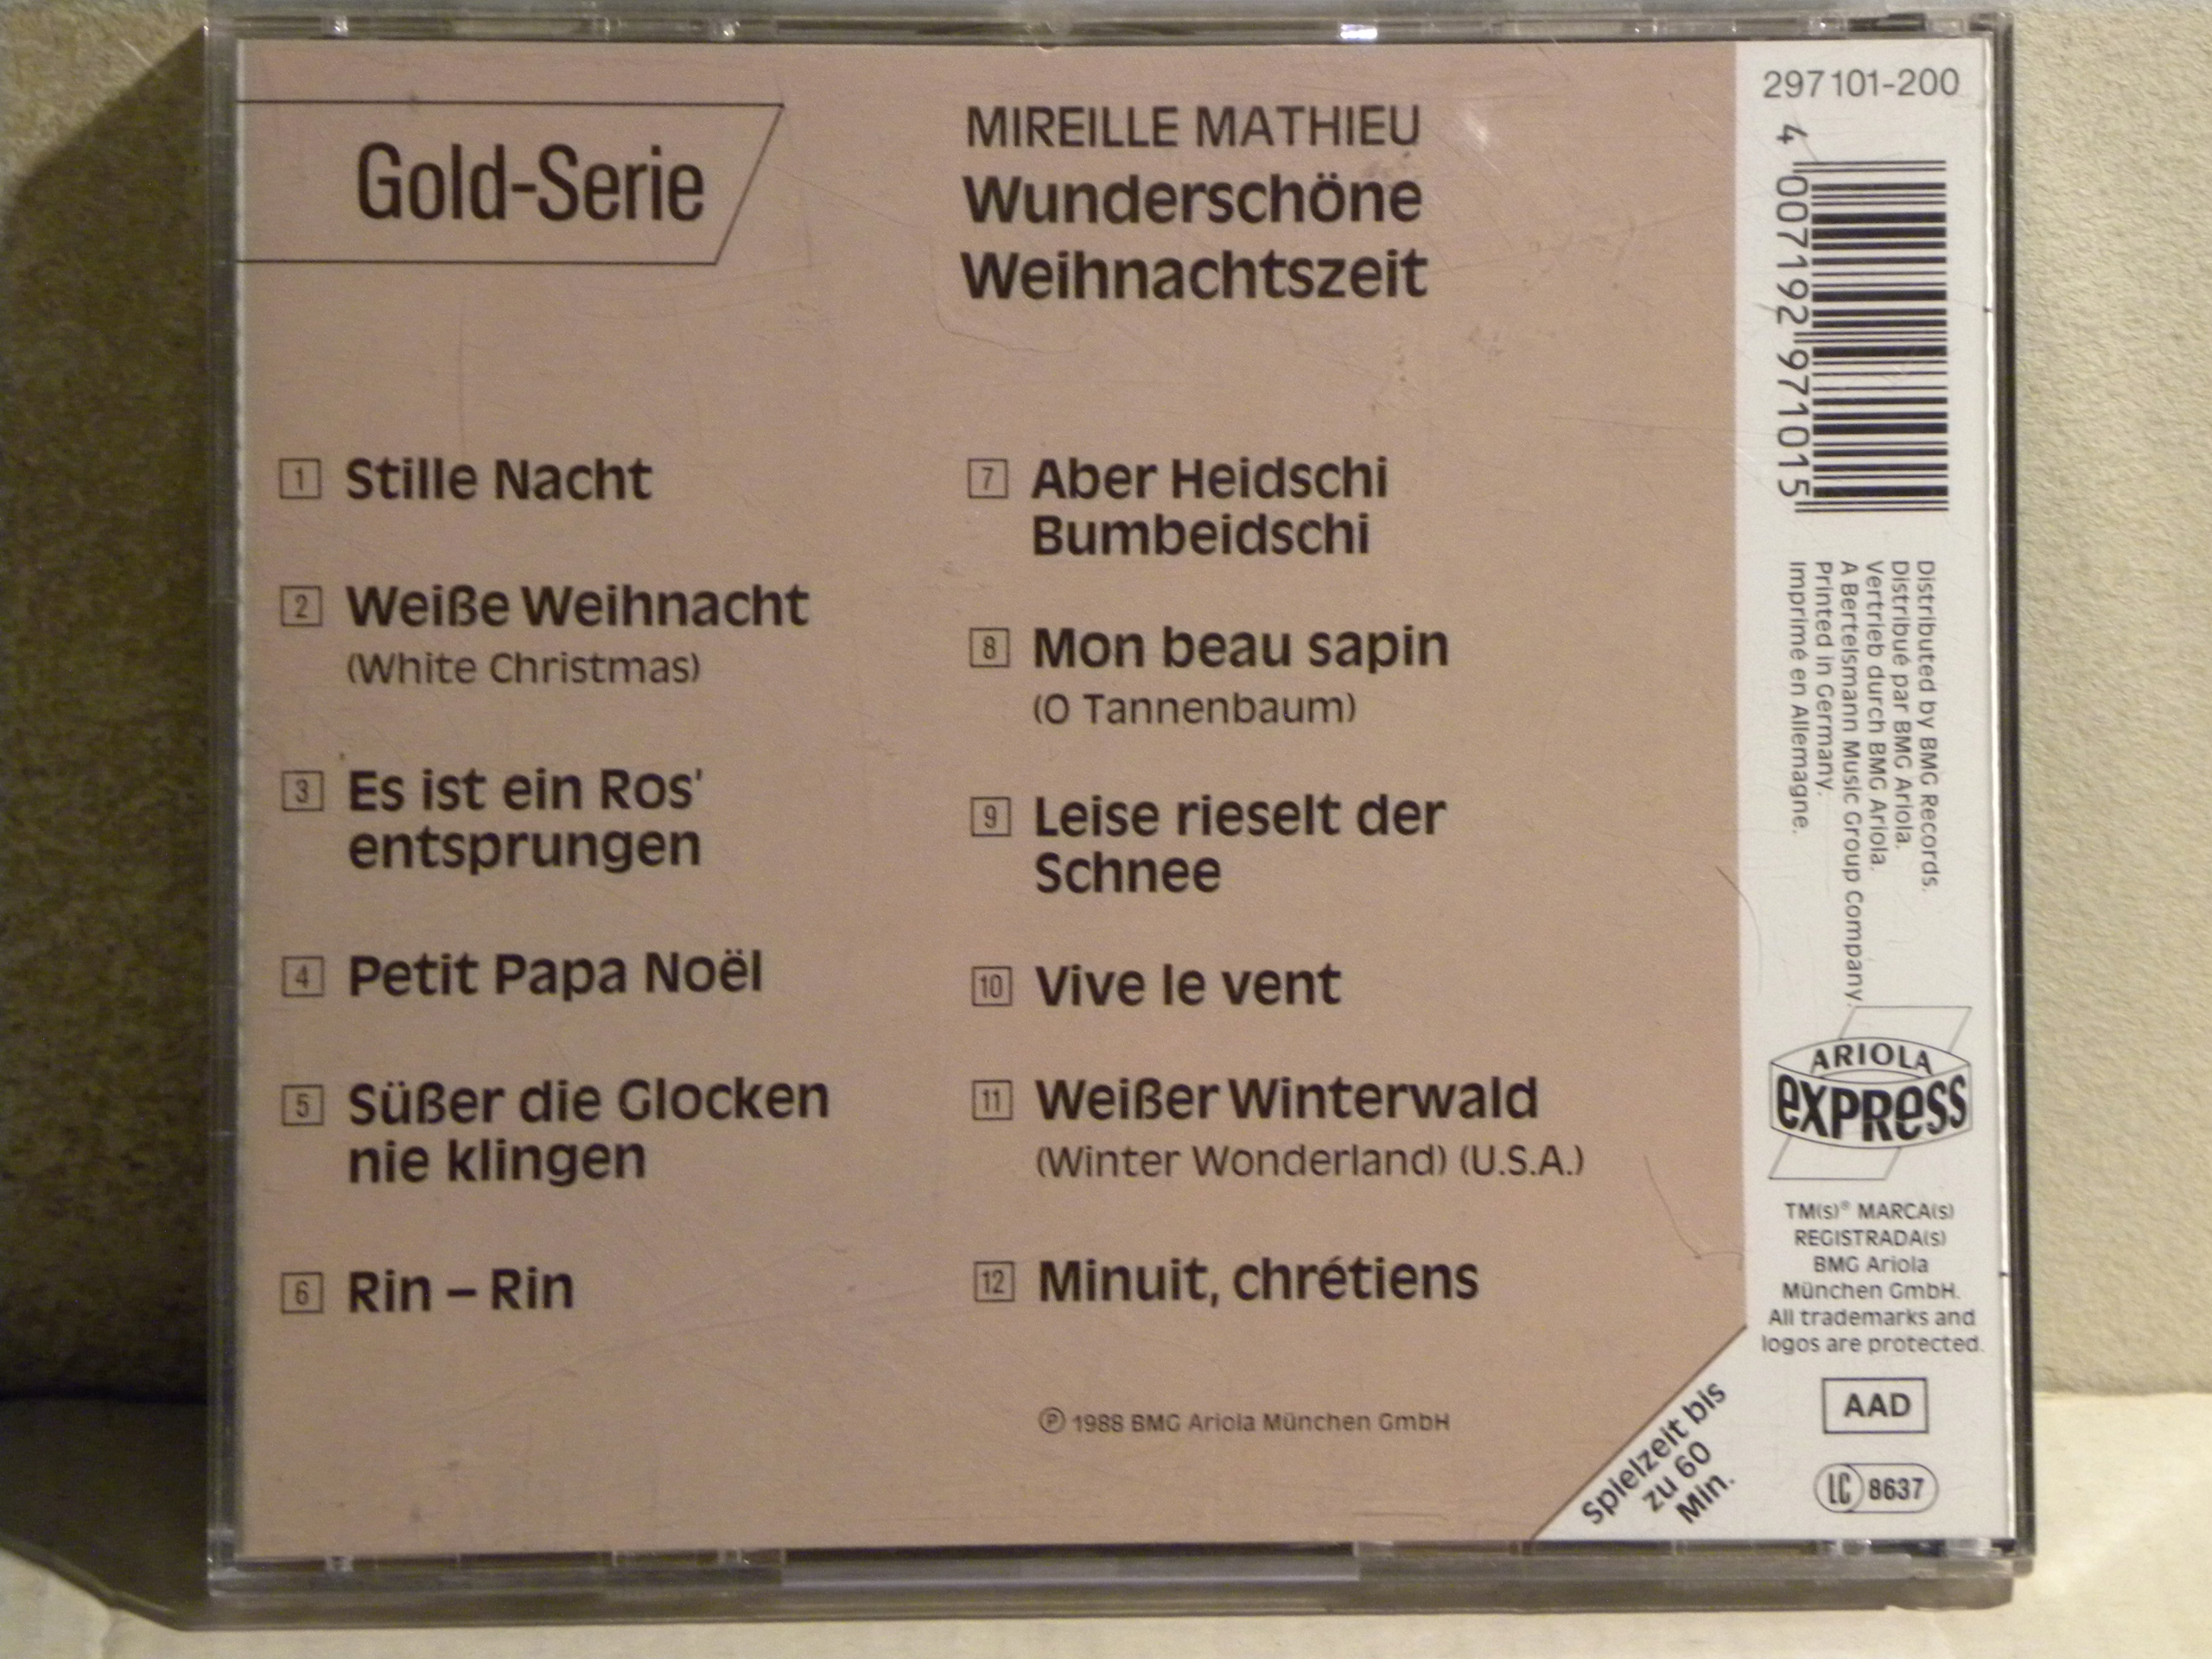 Gold-Serie
MIREILLE MATHIEU
Wunderschöne
Weihnachtszeit
1 Stille Nacht
2 Weiße Weihnacht
(White Christmas)
3 Es ist ein Ros'
entsprungen
4 Petit Papa Noël
5 Süßer die Glocken
nie klingen
6 Rin – Rin
7 Aber Heidschi
Bumbeidschi
8 Mon beau sapin
(O Tannenbaum)
9 Leise rieselt der
Schnee
10 Vive le vent
11 Weißer Winterwald
(Winter Wonderland) (U.S.A.)
12 Minuit, chrétiens
℗ 1988 BMG Ariola München GmbH
Spielzeit bis
zu 60
Min.
297101-200
4 007192 971015
Distributed by BMG Records.
Distribué par BMG Ariola.
Vertrieb durch BMG Ariola.
A Bertelsmann Music Group Company.
Printed in Germany.
Imprimé en Allemagne.
ARIOLA
EXPRESS
TM(s)® MARCA(s)
REGISTRADA(s)
BMG Ariola
München GmbH.
All trademarks and
logos are protected.
AAD
LC 8637